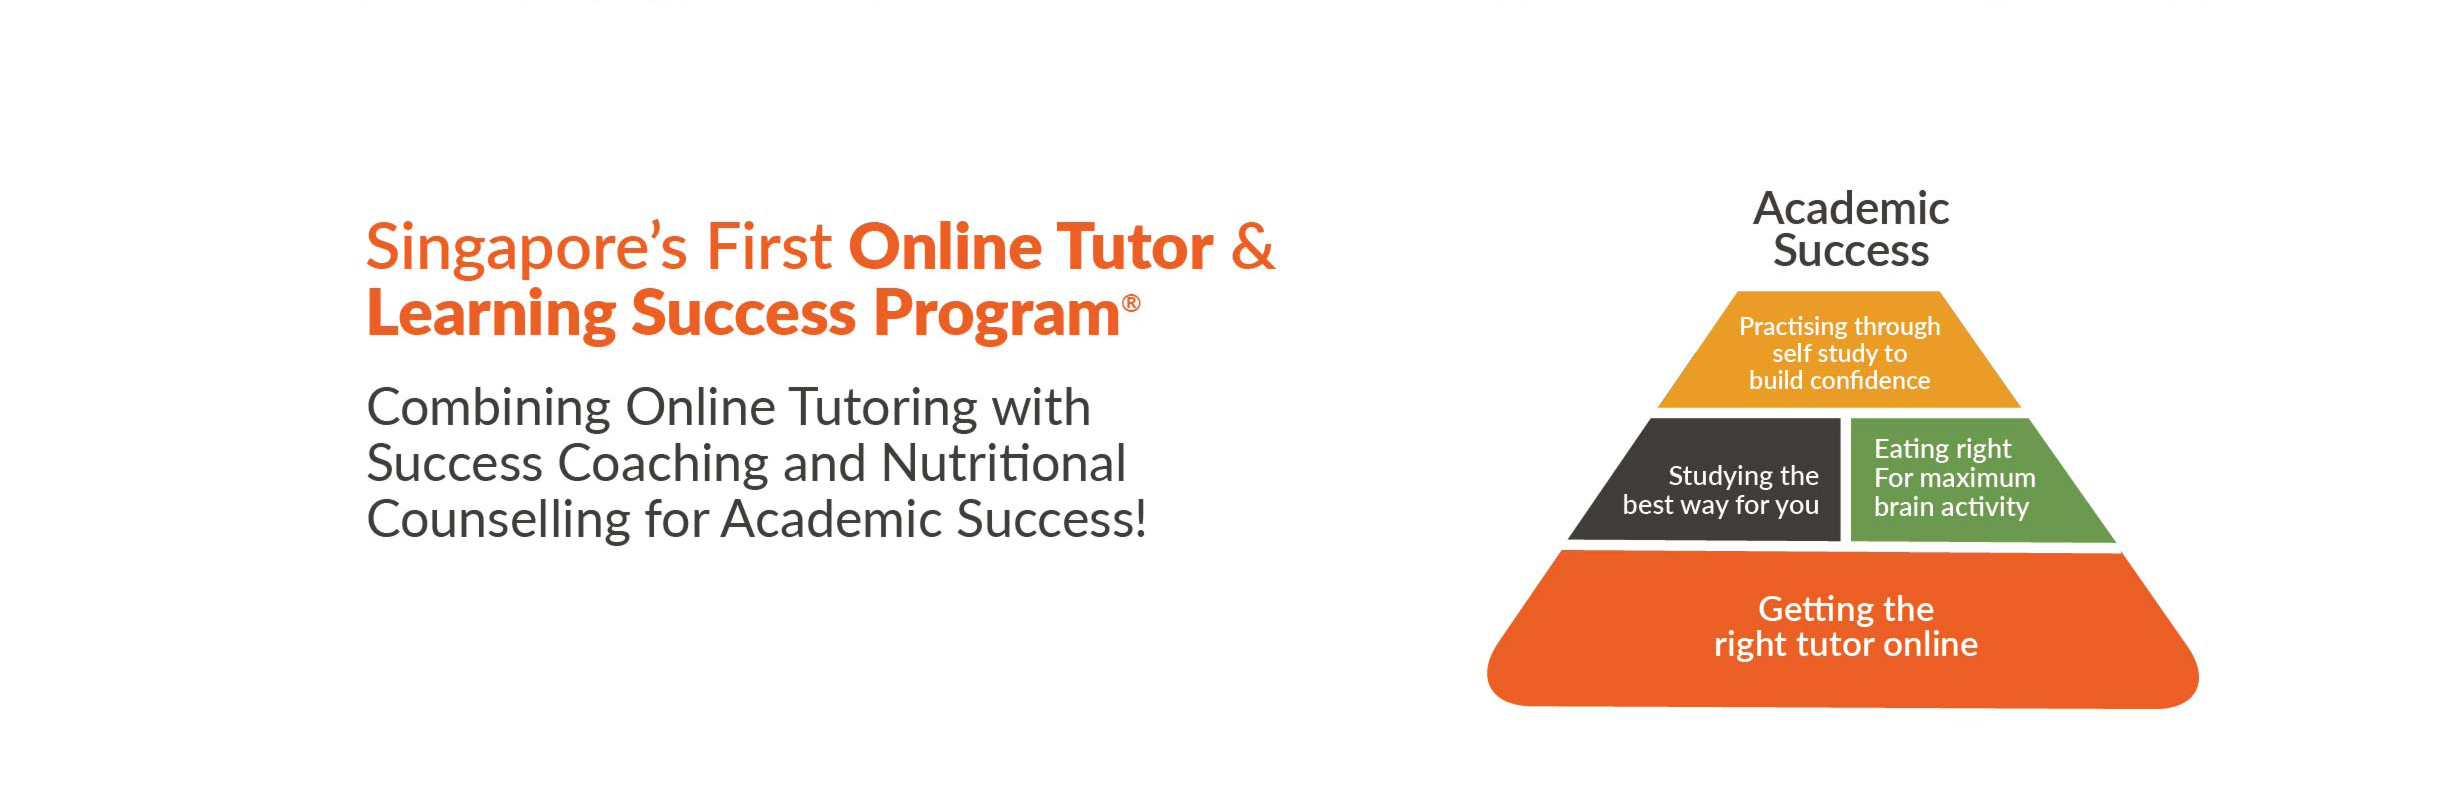 Singapore’s First Online Tutor &
Learning Success Program®
Combining Online Tutoring with
Success Coaching and Nutritional
Counselling for Academic Success!
Academic
Success
Practising through
self study to
build confidence
Studying the
best way for you
Eating right
For maximum
brain activity
Getting the
right tutor online